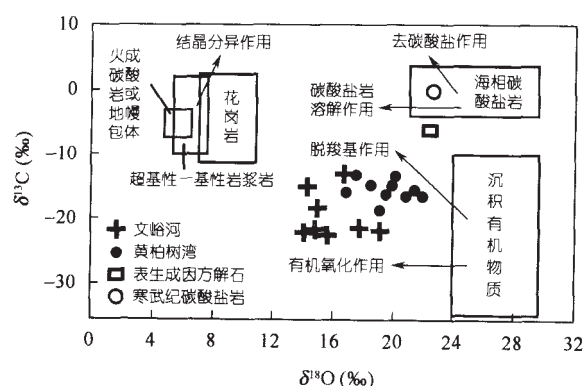 10
0
−10
−20
−30
δ¹³C (‰)
结晶分异作用
去碳酸盐作用
火成
碳酸
岩或
地幔
包体
花
岗
岩
碳酸盐岩
溶解作用
海相碳
酸盐岩
脱羧基作用
超基性—基性岩浆岩
沉
积
有
机
物
质
有机氧化作用
文峪河
黄柏树湾
表生成因方解石
寒武纪碳酸盐岩
0 4 8 12 16 20 24 28 32
δ¹⁸O (‰)